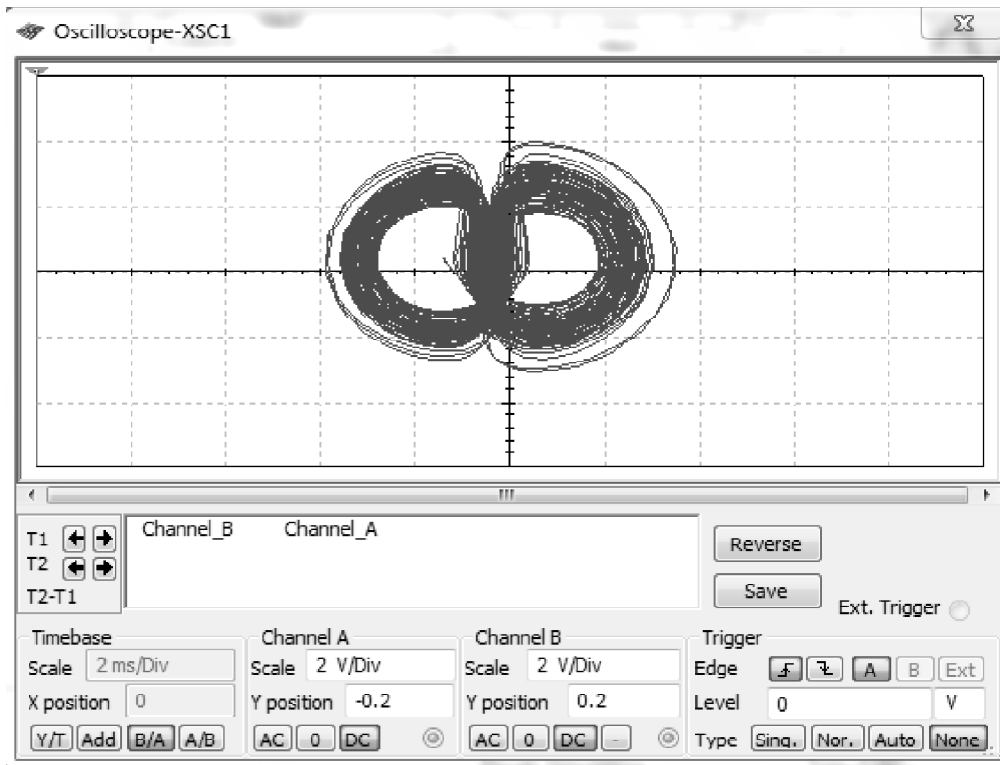 Oscilloscope-XSC1
T1
T2
T2-T1
Channel_B Channel_A
Reverse
Save
Ext. Trigger
Timebase
Scale 2 ms/Div
X position 0
Y/T Add B/A A/B
Channel A
Scale 2 V/Div
Y position -0.2
AC 0 DC
Channel B
Scale 2 V/Div
Y position 0.2
AC 0 DC -
Trigger
Edge A B Ext
Level 0 V
Type Sing. Nor. Auto None